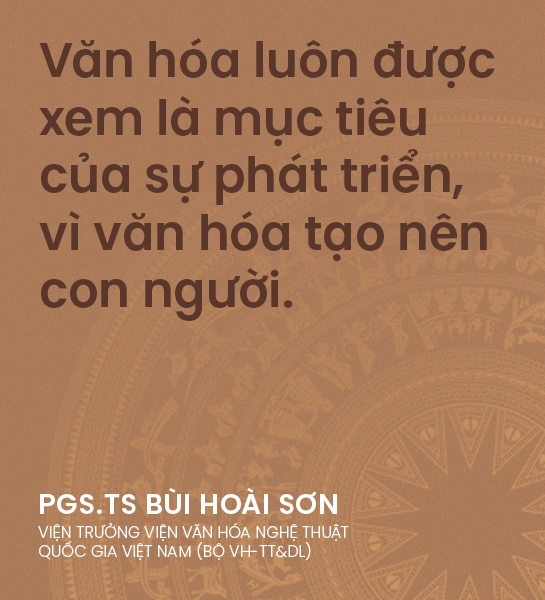 Văn hóa luôn được
xem là mục tiêu
của sự phát triển,
vì văn hóa tạo nên
con người.
PGS.TS BÙI HOÀI SƠN
VIỆN TRƯỞNG VIỆN VĂN HÓA NGHỆ THUẬT
QUỐC GIA VIỆT NAM (BỘ VH-TT&DL)